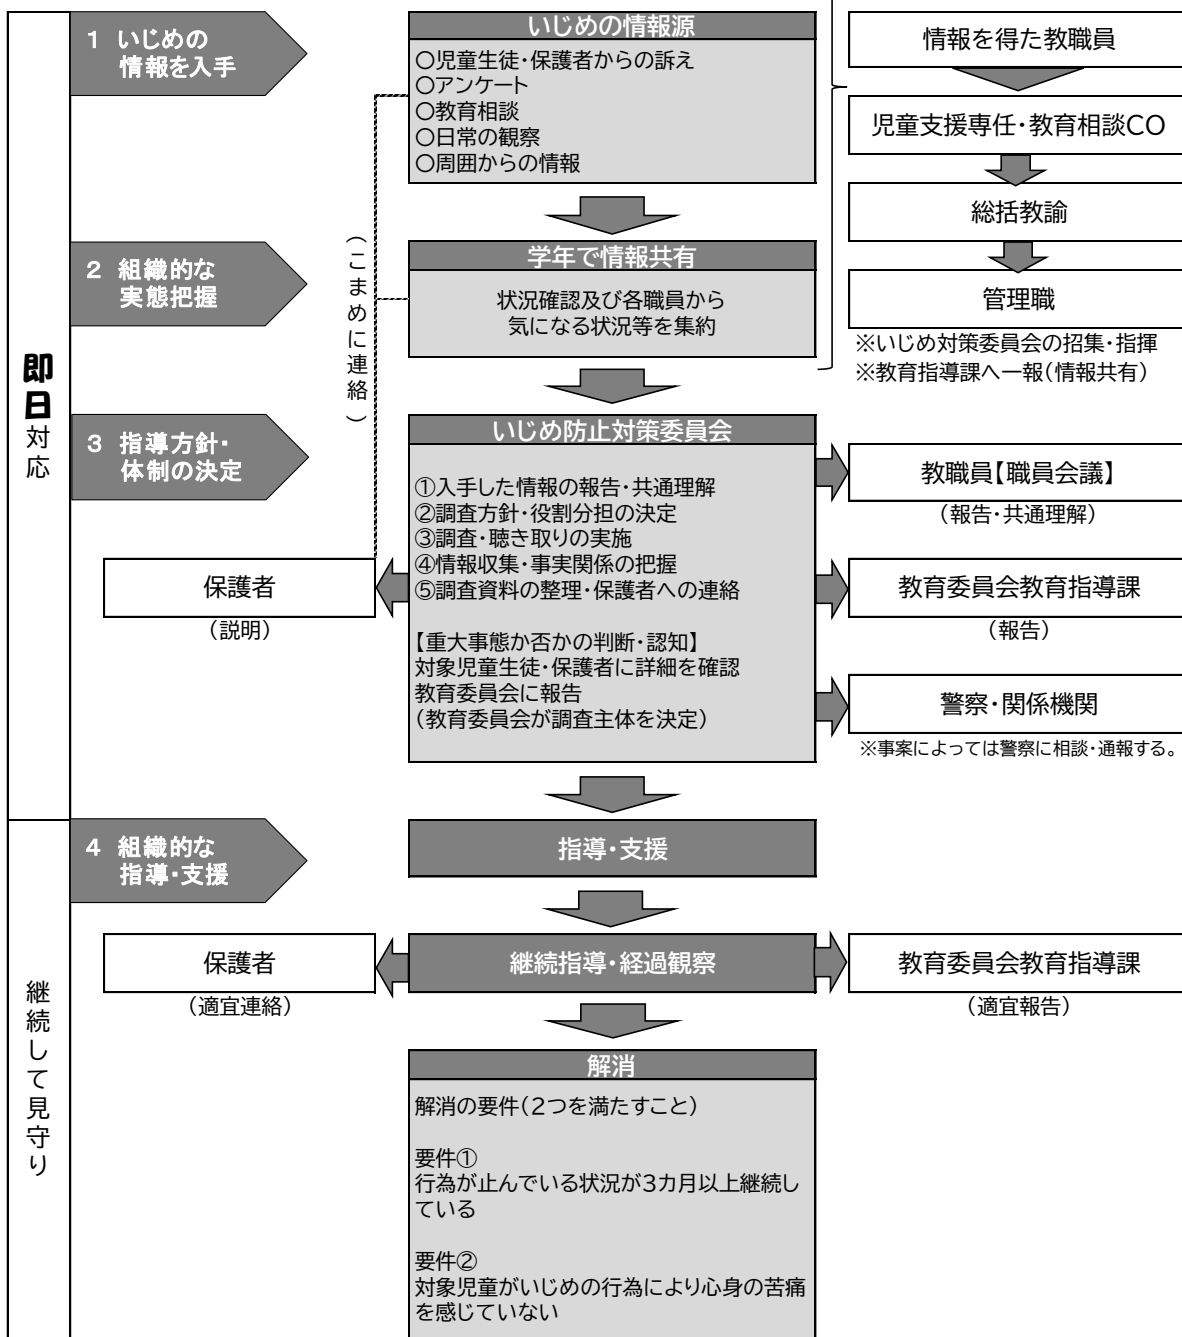 即日対応
継続して見守り
1 いじめの
情報を入手
いじめの情報源
〇児童生徒・保護者からの訴え
〇アンケート
〇教育相談
〇日常の観察
〇周囲からの情報
情報を得た教職員
児童支援専任・教育相談CO
総括教諭
管理職
※いじめ対策委員会の招集・指揮
※教育指導課へ一報(情報共有)
2 組織的な
実態把握
(こまめに連絡)
学年で情報共有
状況確認及び各職員から
気になる状況等を集約
3 指導方針・
体制の決定
いじめ防止対策委員会
①入手した情報の報告・共通理解
②調査方針・役割分担の決定
③調査・聴き取りの実施
④情報収集・事実関係の把握
⑤調査資料の整理・保護者への連絡
【重大事態か否かの判断・認知】
対象児童生徒・保護者に詳細を確認
教育委員会に報告
(教育委員会が調査主体を決定)
保護者
(説明)
教職員【職員会議】
(報告・共通理解)
教育委員会教育指導課
(報告)
警察・関係機関
※事案によっては警察に相談・通報する。
4 組織的な
指導・支援
指導・支援
保護者
(適宜連絡)
継続指導・経過観察
教育委員会教育指導課
(適宜報告)
解消
解消の要件(2つを満たすこと)
要件①
行為が止んでいる状況が3カ月以上継続し
ている
要件②
対象児童がいじめの行為により心身の苦痛
を感じていない